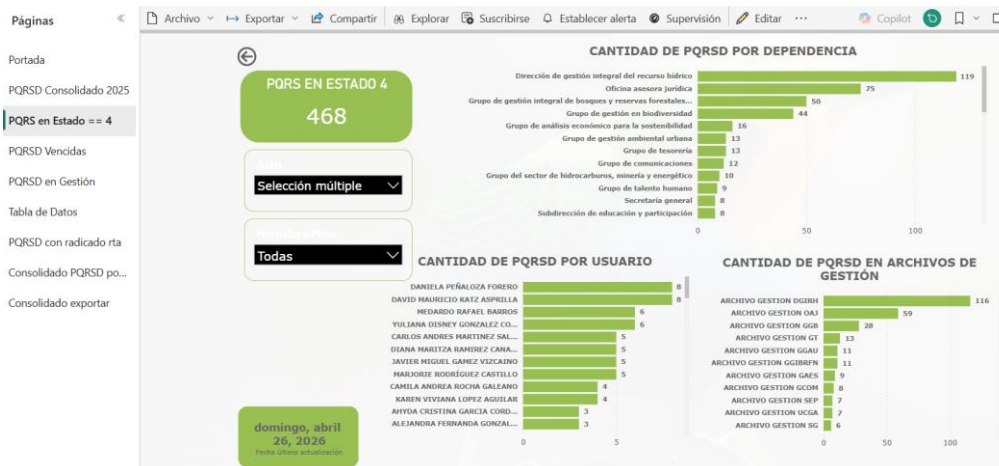 Páginas
Archivo
Exportar
Compartir
Explorar
Suscribirse
Establecer alerta
Supervisión
Editar
Copilot
Portada
PQRSD Consolidado 2025
PQRS en Estado == 4
PQRSD Vencidas
PQRSD en Gestión
Tabla de Datos
PQRSD con radicado rta
Consolidado PQRSD po...
Consolidado exportar
PQRS EN ESTADO 4
468
Año
Selección múltiple
NombreMes
Todas
domingo, abril
26, 2026
Fecha última actualización
CANTIDAD DE PQRSD POR DEPENDENCIA
Dirección de gestión integral del recurso hídrico 119
Oficina asesora jurídica 75
Grupo de gestión integral de bosques y reservas forestales... 50
Grupo de gestión en biodiversidad 44
Grupo de análisis económico para la sostenibilidad 16
Grupo de gestión ambiental urbana 13
Grupo de tesorería 13
Grupo de comunicaciones 12
Grupo del sector de hidrocarburos, minería y energético 10
Grupo de talento humano 9
Secretaría general 8
Subdirección de educación y participación 8
0 50 100
CANTIDAD DE PQRSD POR USUARIO
DANIELA PEÑALOZA FORERO 8
DAVID MAURICIO KATZ ASPRILLA 8
MEDARDO RAFAEL BARROS 6
YULIANA DISNEY GONZALEZ CO... 6
CARLOS ANDRES MARTINEZ SAL... 5
DIANA MARITZA RAMIREZ CANA... 5
JAVIER MIGUEL GAMEZ VIZCAINO 5
MARJORIE RODRÍGUEZ CASTILLO 5
CAMILA ANDREA ROCHA GALEANO 4
KAREN VIVIANA LOPEZ AGUILAR 4
AHYDA CRISTINA GARCIA CORD... 3
ALEJANDRA FERNANDA GONZAL... 3
0 5
CANTIDAD DE PQRSD EN ARCHIVOS DE
GESTIÓN
ARCHIVO GESTION DGIRH 116
ARCHIVO GESTION OAJ 59
ARCHIVO GESTION GGB 28
ARCHIVO GESTION GT 13
ARCHIVO GESTION GGAU 11
ARCHIVO GESTION GGIBRFN 11
ARCHIVO GESTION GAES 9
ARCHIVO GESTION GCOM 8
ARCHIVO GESTION SEP 7
ARCHIVO GESTION UCGA 7
ARCHIVO GESTION SG 6
0 50 100